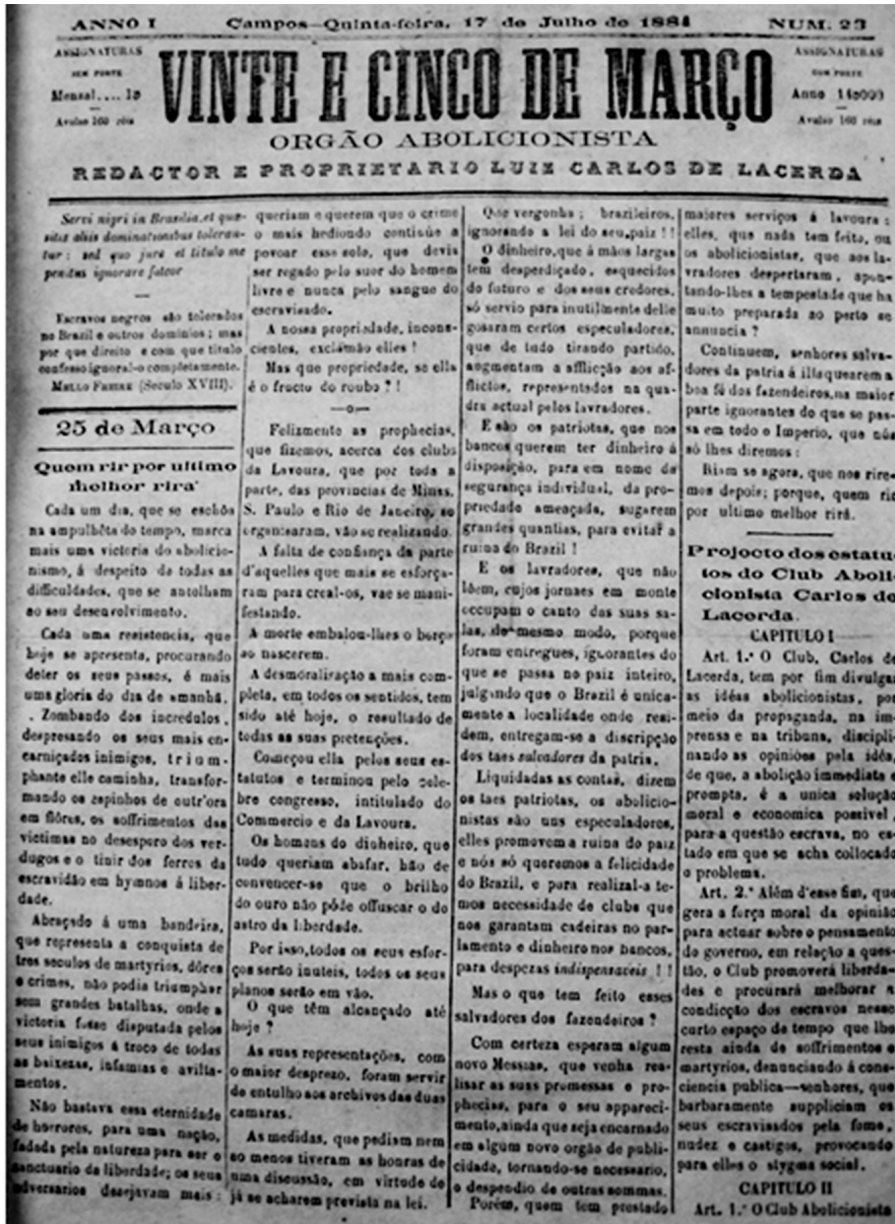 ANNO I
Campos—Quinta-feira, 17 de Julho de 1884
NUM. 23
ASSIGNATURAS
SEM PORTE
Mensal.... 1$
Avulso 100 réis
VINTE E CINCO DE MARÇO
ORGÃO ABOLICIONISTA
REDACTOR E PROPRIETARIO LUIZ CARLOS DE LACERDA
ASSIGNATURAS
COM PORTE
Anno 14$000
Avulso 100 réis
Servi nigri in Brasilia, et quæ-
sitis aliis dominationibus toleran-
tur; sed quo jure et titulo me
penitus ignorare fateor
Escravos negros são tolerados
no Brazil e outros dominios; mas
por que direito e com que titulo
confesso ignoral-o completamente.
MELLO FREIRE (Seculo XVIII).
25 de Março
Quem rir por ultimo
melhor rirá
Cada um dia, que se escôa
na ampulhêta do tempo, marca
mais uma victoria do abolicio-
nismo, á despeito de todas as
difficuldades, que se antolham
ao seu desenvolvimento.
Cada uma resistencia, que
hoje se apresenta, procurando
deter os seus passos, é mais
uma gloria do dia de amanhã.
Zombando dos incredulos,
despresando os seus mais en-
carniçados inimigos, trium-
phante elle caminha, transfor-
mando os espinhos de outr'ora
em flôres, os soffrimentos das
victimas no desespero dos ver-
dugos e o tinir dos ferros da
escravidão em hymnos á liber-
dade.
Abraçado á uma bandeira,
que representa a conquista de
tres seculos de martyrios, dôres
e crimes, não podia triumphar
sem grandes batalhas, onde a
victoria fosse disputada pelos
seus inimigos á troco de todas
as baixezas, infamias e avilta-
mentos.
Não bastava essa eternidade
de horrores, para uma nação,
fadada pela natureza para ser o
sanctuario da liberdade; os seus
adversarios desejavam mais:
queriam e querem que o crime
o mais hediondo continúe a
povoar esse solo, que devia
ser regado pelo suor do homem
livre e nunca pelo sangue do
escravisado.
A nossa propriedade, incons-
cientes, exclamão elles!
Mas que propriedade, se ella
é o fructo do roubo?!
Felizmente as prophecias,
que fizemos, acerca dos clubs
da Lavoura, que por toda a
parte, das provincias de Minas,
S. Paulo e Rio de Janeiro, se
organisaram, vão se realizando.
A falta de confiança da parte
d'aquelles que mais se esforça-
ram para creal-os, vae se mani-
festando.
A morte embalou-lhes o berço
ao nascerem.
A desmoralisação a mais com-
pleta, em todos os sentidos, tem
sido até hoje, o resultado de
todas as suas pretenções.
Começou ella pelos seus es-
tatutos e terminou pelo cele-
bre congresso, intitulado do
Commercio e da Lavoura.
Os homens do dinheiro, que
tudo queriam abafar, hão de
convencer-se que o brilho
do ouro não póde offuscar o do
astro da liberdade.
Por isso, todos os seus esfor-
ços serão inuteis, todos os seus
planos serão em vão.
O que têm alcançado até
hoje?
As suas representações, com
o maior desprezo, foram servir
de entulho aos archivos das duas
camaras.
As medidas, que pediam nem
ao menos tiveram as honras de
uma discussão, em virtude de
já se acharem prevista na lei.
Que vergonha; brazileiros,
ignorando a lei do seu, paiz!!
O dinheiro, que á mãos largas
tem desperdiçado, esquecidos
do futuro e dos seus credores,
só servio para inutilmente delle
gosaram certos especuladores,
que de tudo tirando partido,
augmentam a afflicção aos af-
flictos, representados na qua-
dra actual pelos lavradores.
E são os patriotas, que nos
bancos querem ter dinheiro á
disposição, para em nome da
segurança individual, da pro-
priedade ameaçada, sugarem
grandes quantias, para evitar a
ruina do Brazil!
E os lavradores, que não
lêem, cujos jornaes em monte
occupam o canto das suas sa-
las, do mesmo modo, porque
foram entregues, ignorantes do
que se passa no paiz inteiro,
julgando que o Brazil é unica-
mente a localidade onde resi-
dem, entregam-se a discripção
dos taes salvadores da patria.
Liquidadas as contas, dizem
os taes patriotas, os abolicio-
nistas são uns especuladores,
elles promovem a ruina do paiz
e nós só queremos a felicidade
do Brazil, e para realizal-a te-
mos necessidade de clubs que
nos garantam cadeiras no par-
lamento e dinheiro nos bancos,
para despezas indispensaveis!!
Mas o que tem feito esses
salvadores dos fazendeiros?
Com certeza esperam algum
novo Messias, que venha rea-
lisar as suas promessas e pro-
phecias, para o seu appareci-
mento, ainda que seja encarnado
em algum novo orgão de publi-
cidade, tornando-se necessario,
o despendio de outras sommas.
Porém, quem tem prestado
maiores serviços á lavoura:
elles, que nada tem feito, ou
os abolicionistas, que aos la-
vradores despertaram, apon-
tando-lhes a tempestade que ha
muito preparada ao perto se
annuncia?
Continuem, senhores salva-
dores da patria á illaquearem a
boa fé dos fazendeiros, na maior
parte ignorantes do que se pas-
sa em todo o Imperio, que nós
só lhes diremos:
Riam se agora, que nos rire-
mos depois; porque, quem rir
por ultimo melhor rirá.
Projecto dos estatu-
tos do Club Aboli-
cionista Carlos de
Lacerda.
CAPITULO I
Art. 1.º O Club, Carlos de
Lacerda, tem por fim divulgar
as idéas abolicionistas, por
meio da propaganda, na im-
prensa e na tribuna, discipli-
nando as opiniões pela idéa,
de que, a abolição immediata e
prompta, é a unica solução
moral e economica possivel,
para a questão escrava, no es-
tado em que se acha collocado
o problema.
Art. 2.º Além d'esse fim, que
gera a força moral da opinião
para actuar sobre o pensamento
do governo, em relação a ques-
tão, o Club promoverá liberda-
des e procurará melhorar a
condicção dos escravos nesse
curto espaço de tempo que lhe
resta ainda de soffrimentos e
martyrios, denunciando á cons-
ciencia publica—senhores, que
barbaramente suppliciam os
seus escravisados pela fome,
nudez e castigos, provocando
para elles o stygma social.
CAPITULO II
Art. 1.º O Club Abolicionista